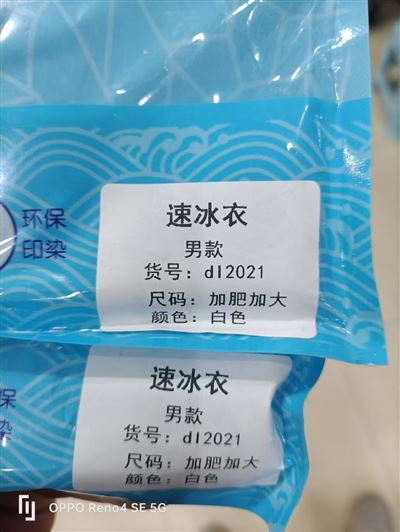 环保
印染
速冰衣
男款
货号：dl2021
尺码：加肥加大
颜色：白色
保
染
速冰衣
男款
货号：dl2021
尺码：加肥加大
颜色：白色
OPPO Reno4 SE 5G